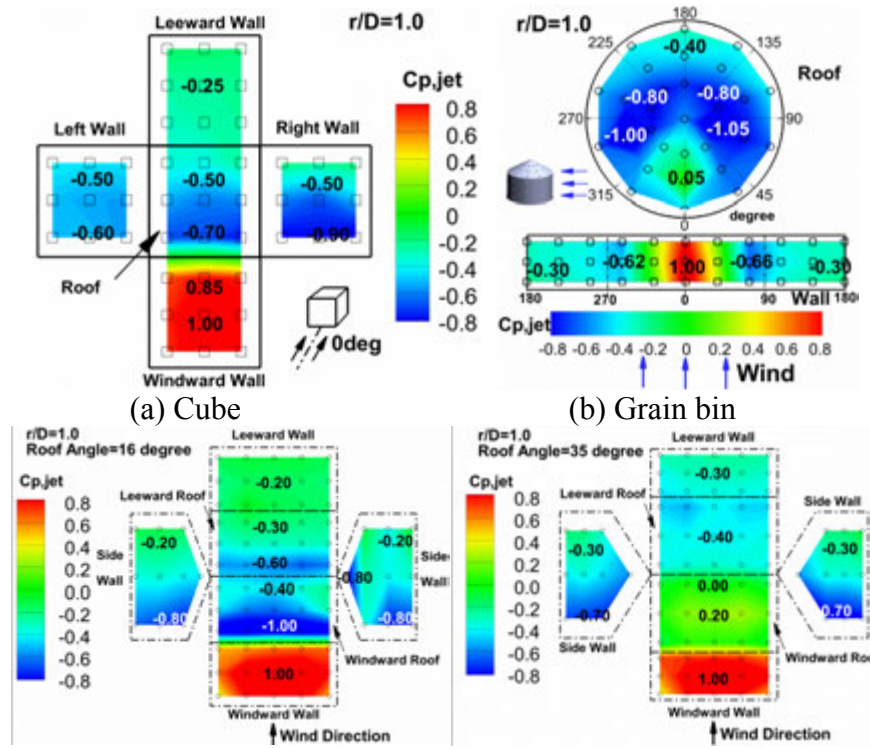 Leeward Wall
r/D=1.0
-0.25
Cp,jet
0.8
0.6
0.4
0.2
0
-0.2
-0.4
-0.6
-0.8
Left Wall
Right Wall
-0.50
-0.50
-0.50
-0.60
-0.70
0.90
Roof
0.85
1.00
0deg
Windward Wall
(a) Cube
r/D=1.0
180
225
135
-0.40
Roof
-0.80
-0.80
270
90
-1.00
-1.05
0.05
315
45
0
degree
-0.30
-0.62
1.00
-0.66
-0.30
180
270
0
90
180
Wall
Cp,jet
-0.8 -0.6 -0.4 -0.2 0 0.2 0.4 0.6 0.8
Wind
(b) Grain bin
r/D=1.0
Roof Angle=16 degree
Leeward Wall
Cp,jet
0.8
0.6
0.4
0.2
0.0
-0.2
-0.4
-0.6
-0.8
-0.20
Leeward Roof
-0.30
-0.20
-0.20
Side
Wall
Side
Wall
-0.60
0.80
-0.40
-0.80
-0.80
-1.00
Windward Roof
1.00
Windward Wall
Wind Direction
r/D=1.0
Roof Angle=35 degree
Leeward Wall
Cp,jet
0.8
0.6
0.4
0.2
0.0
-0.2
-0.4
-0.6
-0.8
-0.30
Leeward Roof
Side Wall
-0.40
-0.30
-0.30
0.00
-0.70
0.70
0.20
Side Wall
Windward Roo
1.00
Windward Wall
Wind Direction